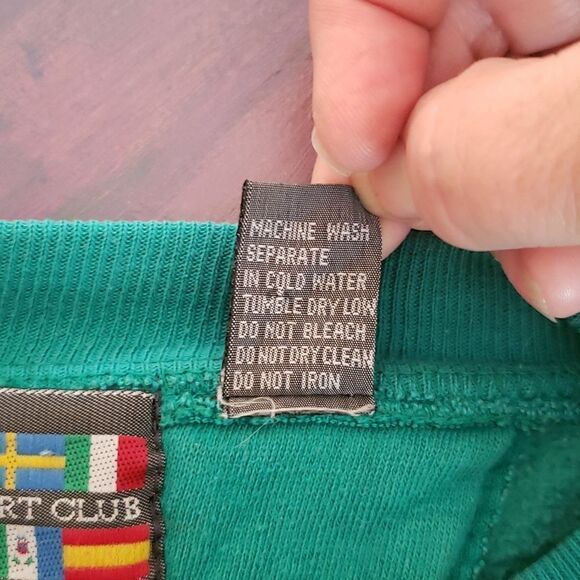 MACHINE WASH
SEPARATE
IN COLD WATER
TUMBLE DRY LOW
DO NOT BLEACH
DO NOT DRY CLEAN
DO NOT IRON
RT CLUB